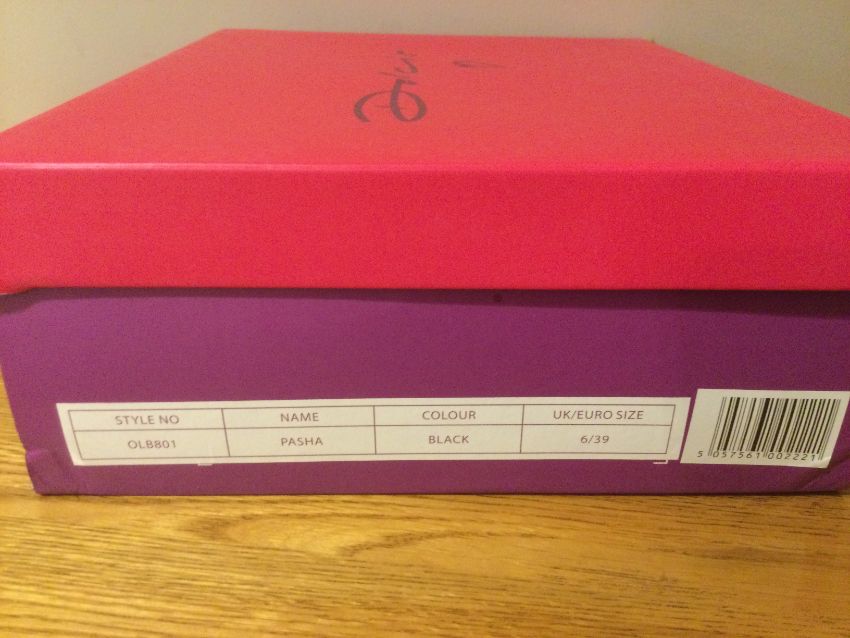 STYLE NO NAME COLOUR UK/EURO SIZE
OLB801 PASHA BLACK 6/39
5 057561 002221